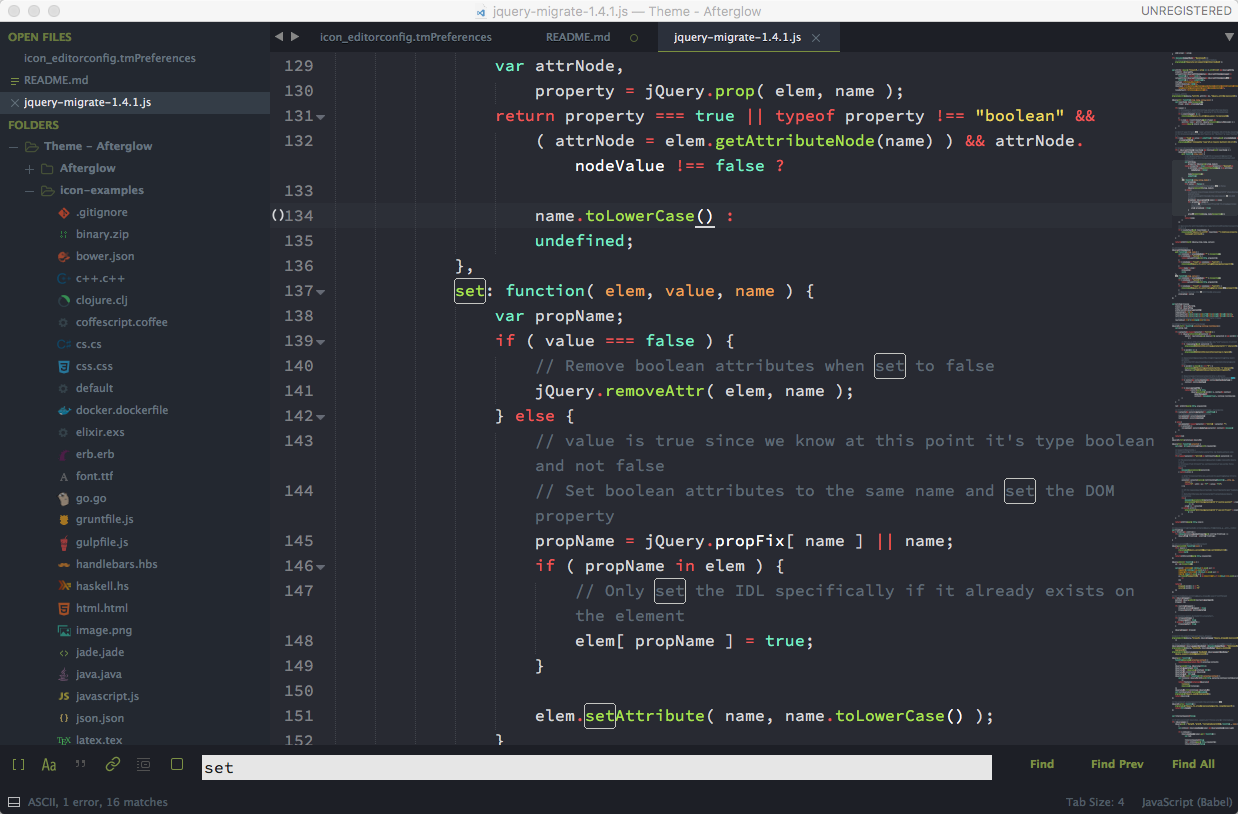 jquery-migrate-1.4.1.js — Theme - Afterglow
UNREGISTERED
OPEN FILES
icon_editorconfig.tmPreferences
README.md
jquery-migrate-1.4.1.js
FOLDERS
Theme - Afterglow
Afterglow
icon-examples
.gitignore
binary.zip
bower.json
c++.c++
clojure.clj
coffescript.coffee
cs.cs
css.css
default
docker.dockerfile
elixir.exs
erb.erb
font.ttf
go.go
gruntfile.js
gulpfile.js
handlebars.hbs
haskell.hs
html.html
image.png
jade.jade
java.java
javascript.js
json.json
latex.tex
icon_editorconfig.tmPreferences README.md jquery-migrate-1.4.1.js
129 var attrNode,
130 property = jQuery.prop( elem, name );
131 return property === true || typeof property !== "boolean" &&
132 ( attrNode = elem.getAttributeNode(name) ) && attrNode.
nodeValue !== false ?
133
()134 name.toLowerCase() :
135 undefined;
136 },
137 set: function( elem, value, name ) {
138 var propName;
139 if ( value === false ) {
140 // Remove boolean attributes when set to false
141 jQuery.removeAttr( elem, name );
142 } else {
143 // value is true since we know at this point it's type boolean
and not false
144 // Set boolean attributes to the same name and set the DOM
property
145 propName = jQuery.propFix[ name ] || name;
146 if ( propName in elem ) {
147 // Only set the IDL specifically if it already exists on
the element
148 elem[ propName ] = true;
149 }
150
151 elem.setAttribute( name, name.toLowerCase() );
152 }
set
Find Find Prev Find All
ASCII, 1 error, 16 matches
Tab Size: 4 JavaScript (Babel)